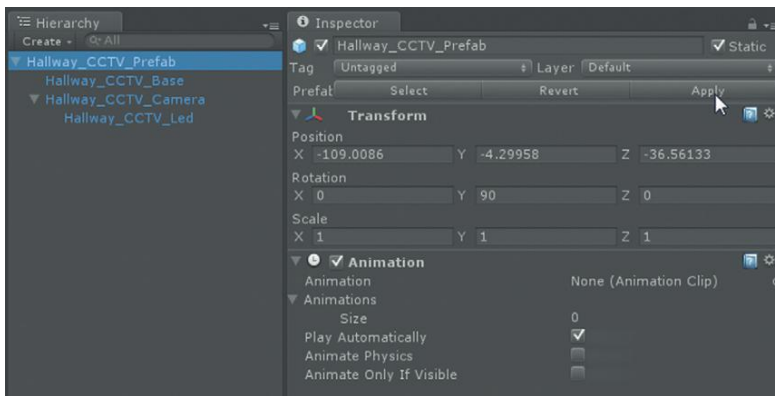 Hierarchy
Create
All
Hallway_CCTV_Prefab
Hallway_CCTV_Base
Hallway_CCTV_Camera
Hallway_CCTV_Led
Inspector
Hallway_CCTV_Prefab Static
Tag Untagged Layer Default
Prefab Select Revert Apply
Transform
Position
X -109.0086 Y -4.29958 Z -36.56133
Rotation
X 0 Y 90 Z 0
Scale
X 1 Y 1 Z 1
Animation
Animation None (Animation Clip)
Animations
Size 0
Play Automatically
Animate Physics
Animate Only If Visible